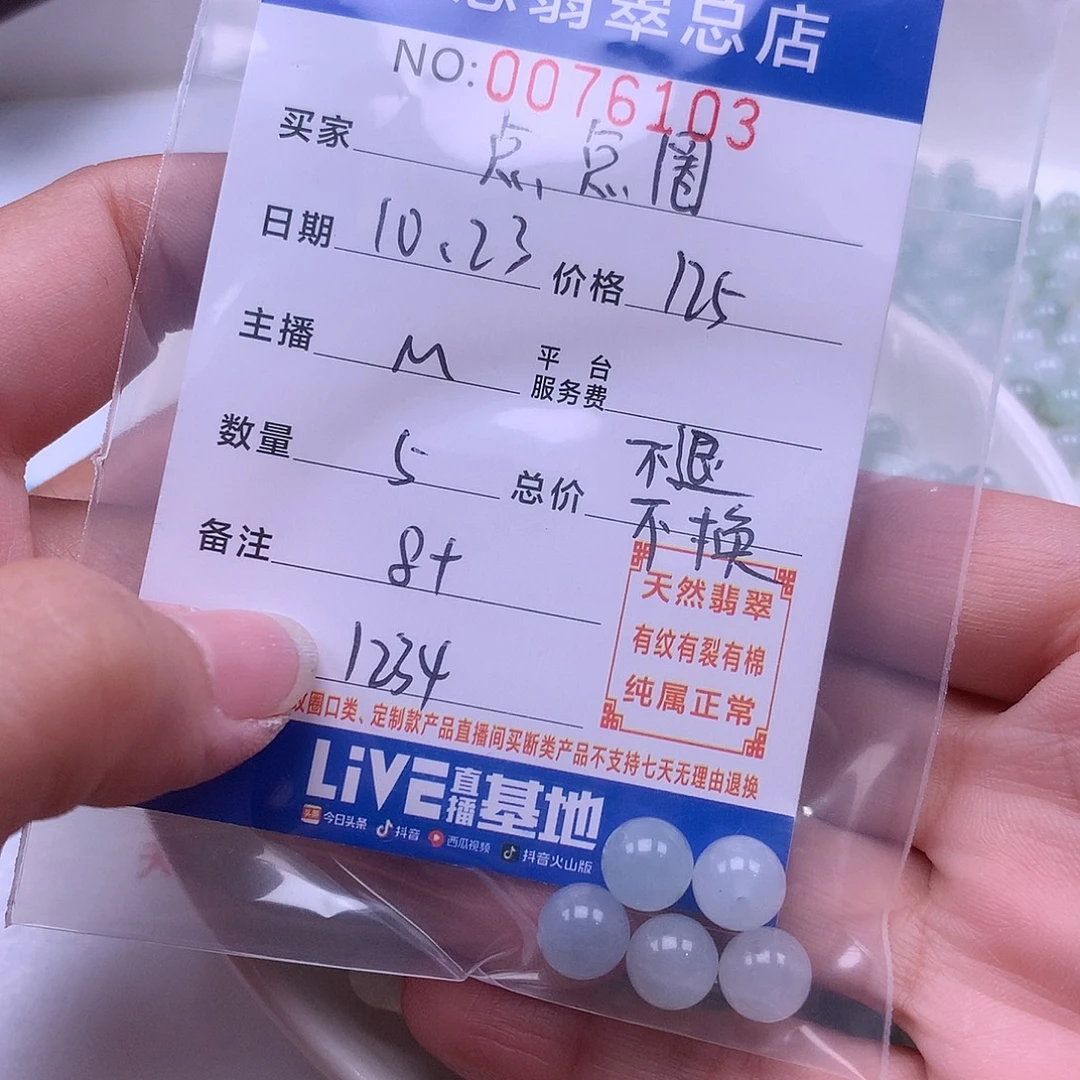 翡翠总店
NO:0076103
买家 点点圈
日期 10、23 价格 125
主播 M 平台服务费
数量 5 总价 不退
不换
备注 8+
1234
天然翡翠
有纹有裂有棉
纯属正常
圈口类、定制款产品直播间买断类产品不支持七天无理由退换
LiVE直播基地
头条 今日头条 抖音 西瓜视频 抖音火山版